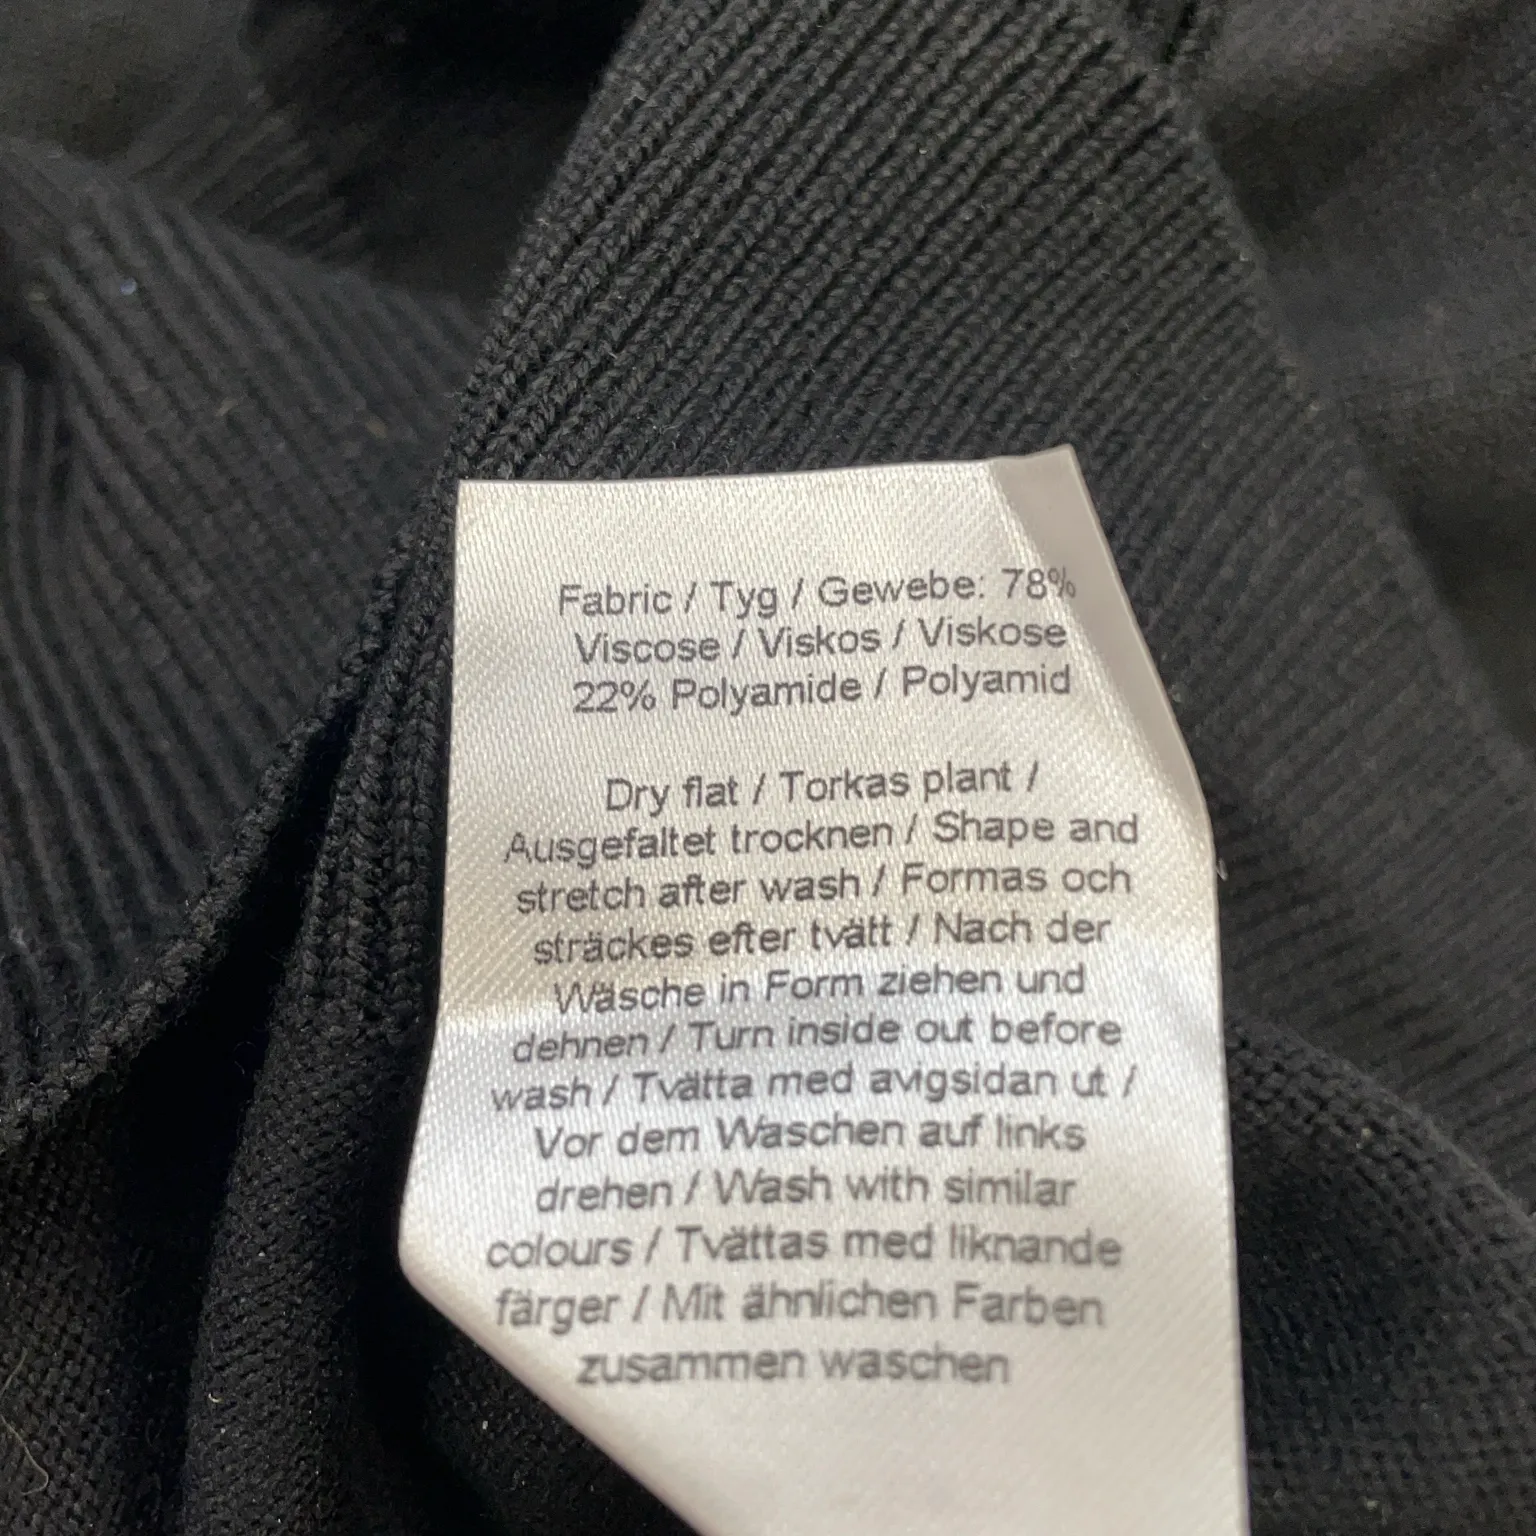 Fabric / Tyg / Gewebe: 78%
Viscose / Viskos / Viskose
22% Polyamide / Polyamid
Dry flat / Torkas plant /
Ausgefaltet trocknen / Shape and
stretch after wash / Formas och
sträckes efter tvätt / Nach der
Wäsche in Form ziehen und
dehnen / Turn inside out before
wash / Tvätta med avigsidan ut /
Vor dem Waschen auf links
drehen / Wash with similar
colours / Tvättas med liknande
färger / Mit ähnlichen Farben
zusammen waschen